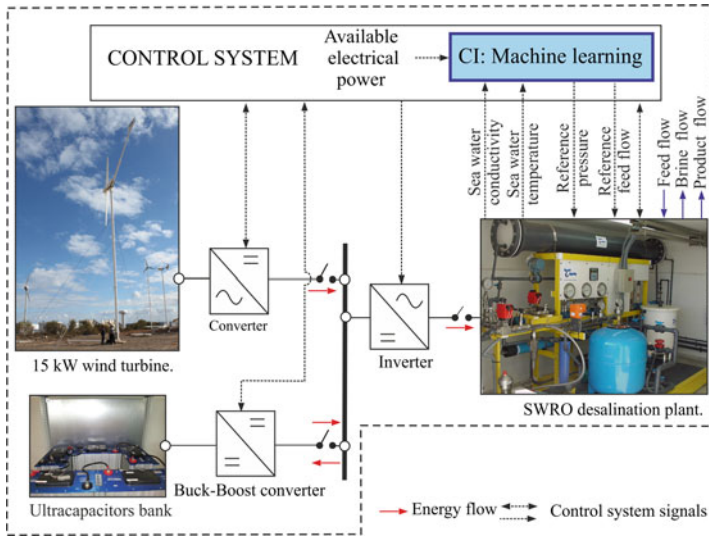 CONTROL SYSTEM
Available
electrical
power
CI: Machine learning
Sea water
conductivity
Sea water
temperature
Reference
pressure
Reference
feed flow
Feed flow
Brine flow
Product flow
Converter
Inverter
15 kW wind turbine.
SWRO desalination plant.
Buck-Boost converter
Ultracapacitors bank
Energy flow
Control system signals